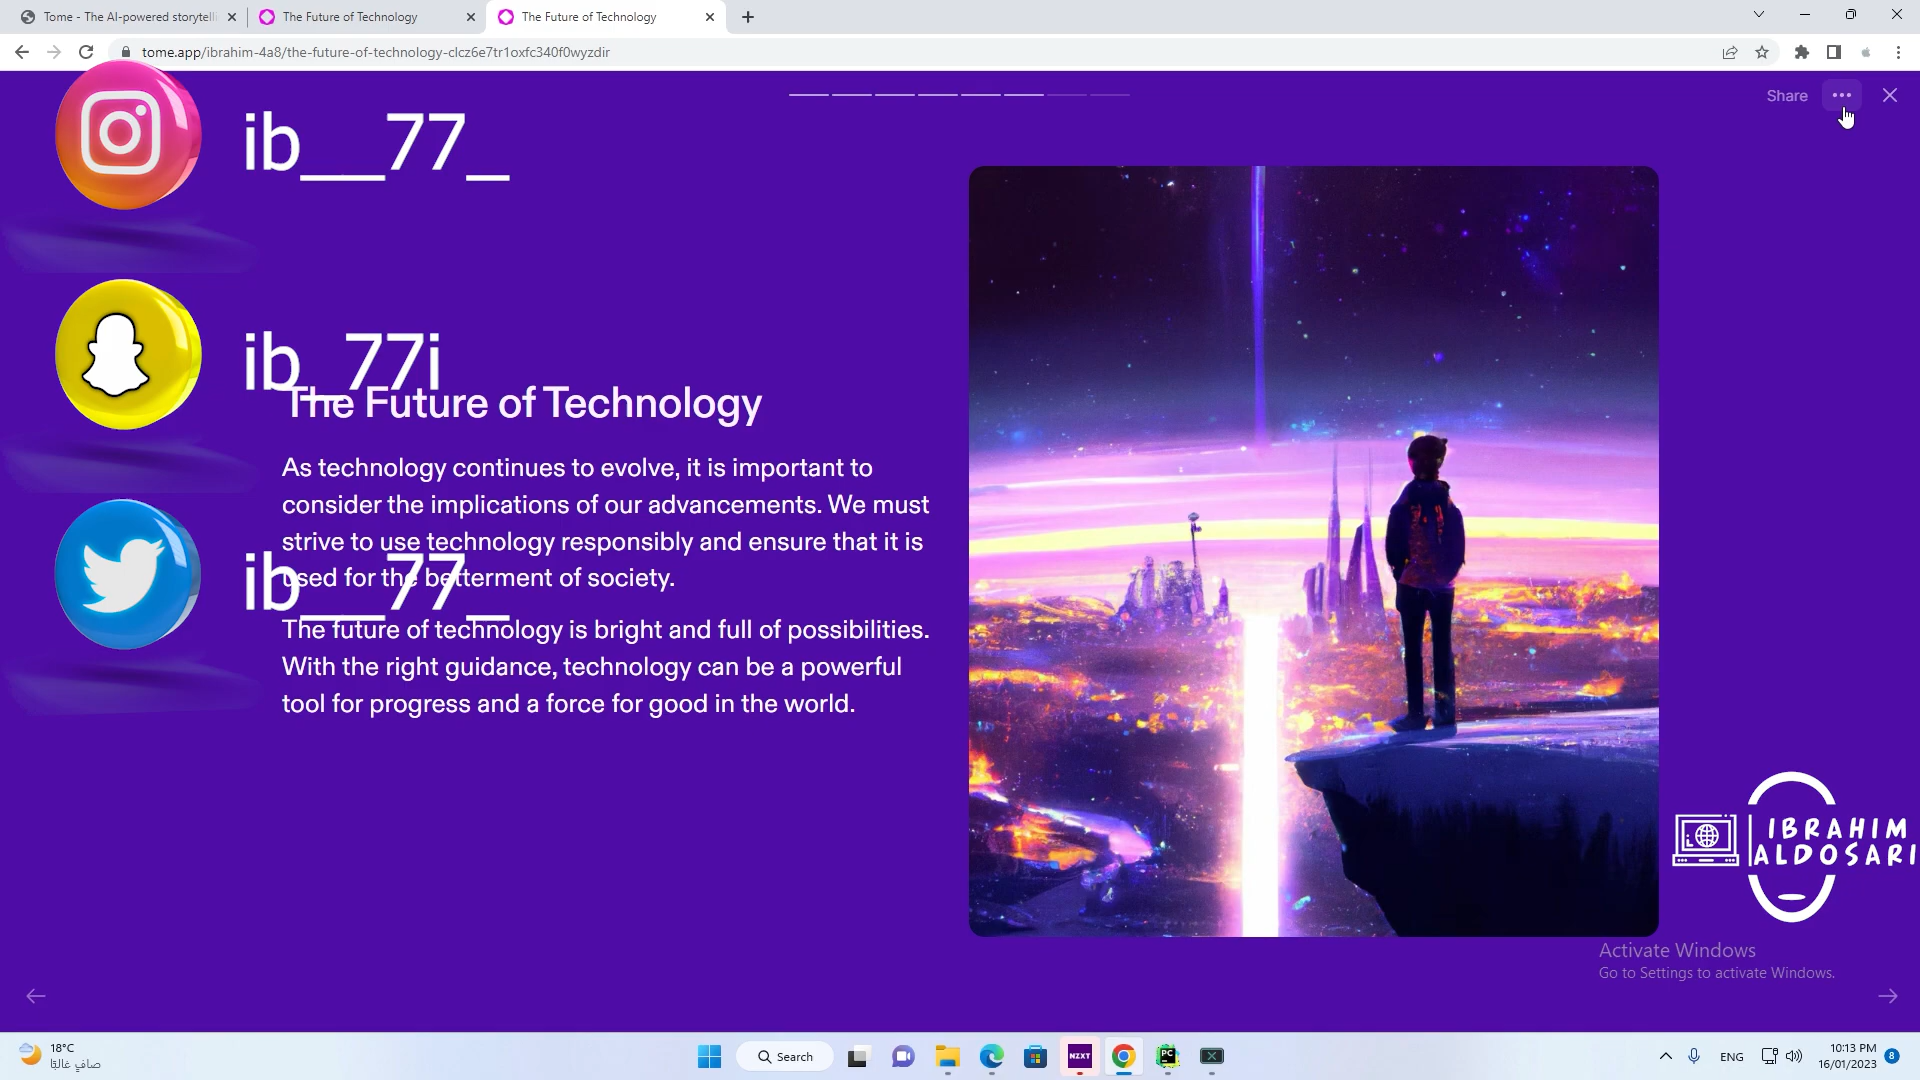 Tome - The AI-powered storytelli
The Future of Technology
The Future of Technology
tome.app/ibrahim-4a8/the-future-of-technology-clcz6e7tr1oxfc340f0wyzdir
Share
ib__77_
ib_77i
The Future of Technology
As technology continues to evolve, it is important to
consider the implications of our advancements. We must
strive to use technology responsibly and ensure that it is
used for the betterment of society.
ib__77_
The future of technology is bright and full of possibilities.
With the right guidance, technology can be a powerful
tool for progress and a force for good in the world.
IBRAHIM
ALDOSARI
Activate Windows
Go to Settings to activate Windows.
18°C
صافٍ غالبًا
Search
NZXT
PC
ENG
10:13 PM
16/01/2023
8